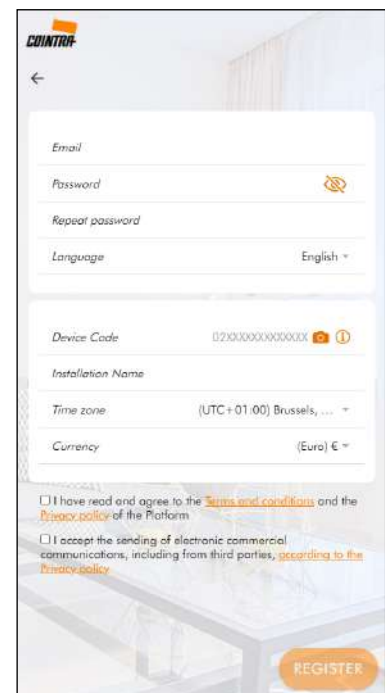 COINTRA
Email
Password
Repeat password
Language English
Device Code 02XXXXXXXXXXXXX
Installation Name
Time zone (UTC+01:00) Brussels, ...
Currency (Euro) €
I have read and agree to the Terms and conditions and the
Privacy policy of the Platform
I accept the sending of electronic commercial
communications, including from third parties, according to the
Privacy policy
REGISTER